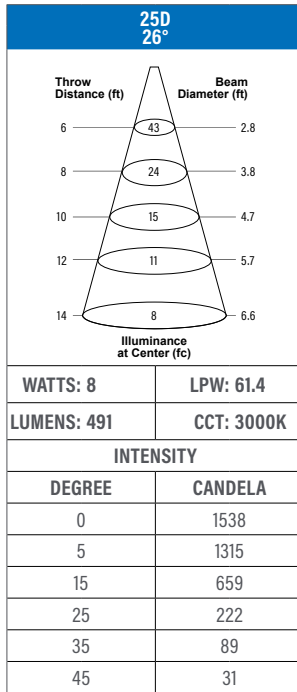 25D
26°
Throw Beam
Distance (ft) Diameter (ft)
6 43 2.8
8 24 3.8
10 15 4.7
12 11 5.7
14 8 6.6
Illuminance
at Center (fc)
WATTS: 8 LPW: 61.4
LUMENS: 491 CCT: 3000K
INTENSITY
DEGREE CANDELA
0 1538
5 1315
15 659
25 222
35 89
45 31